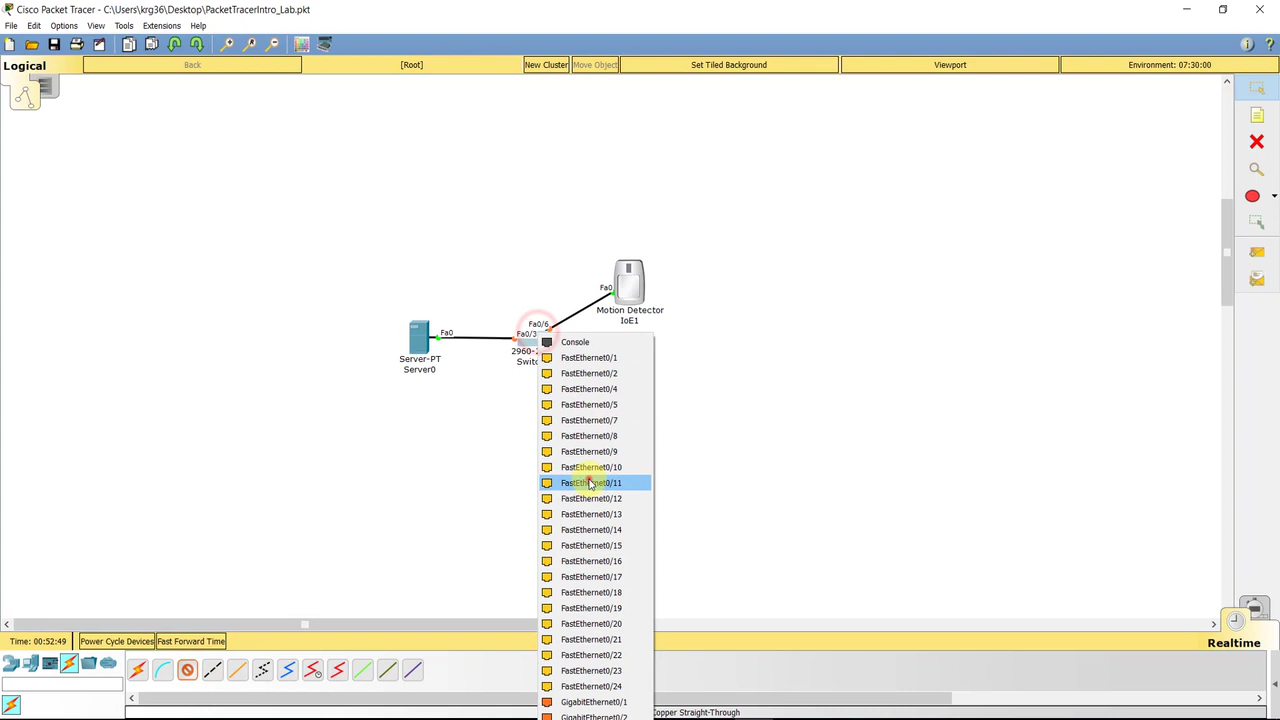 Cisco Packet Tracer - C:\Users\krg36\Desktop\PacketTracerIntro_Lab.pkt
File Edit Options View Tools Extensions Help
Logical Back [Root] New Cluster Move Object Set Tiled Background Viewport Environment: 07:30:00
Fa0
Motion Detector
IoE1
Fa0/6
Fa0
Fa0/3
Server-PT
Server0
2960-2
Switc
Console
FastEthernet0/1
FastEthernet0/2
FastEthernet0/4
FastEthernet0/5
FastEthernet0/7
FastEthernet0/8
FastEthernet0/9
FastEthernet0/10
FastEthernet0/11
FastEthernet0/12
FastEthernet0/13
FastEthernet0/14
FastEthernet0/15
FastEthernet0/16
FastEthernet0/17
FastEthernet0/18
FastEthernet0/19
FastEthernet0/20
FastEthernet0/21
FastEthernet0/22
FastEthernet0/23
FastEthernet0/24
GigabitEthernet0/1
GigabitEthernet0/2
Time: 00:52:49 Power Cycle Devices Fast Forward Time Realtime
Copper Straight-Through